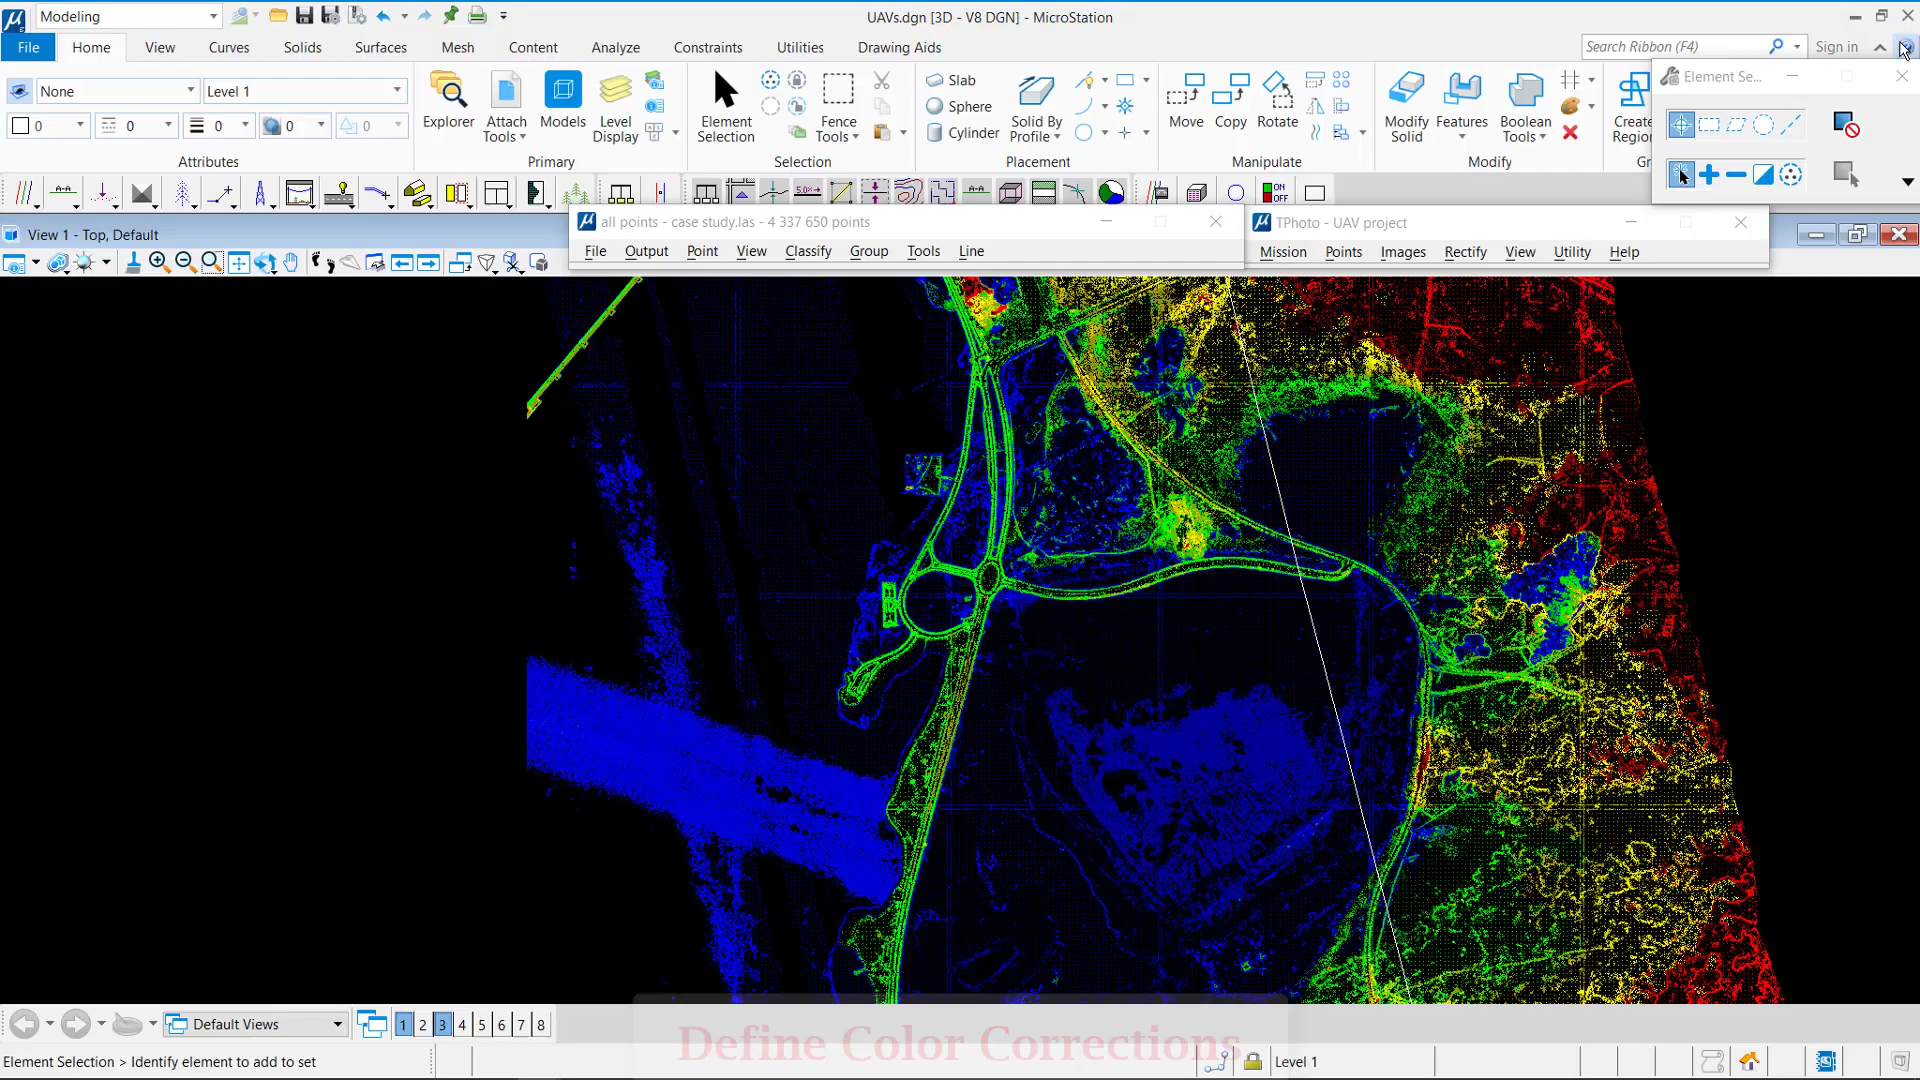 Modeling
UAVs.dgn [3D - V8 DGN] - MicroStation
File Home View Curves Solids Surfaces Mesh Content Analyze Constraints Utilities Drawing Aids
Search Ribbon (F4) Sign in
None Level 1
0 0 0 0 0
Attributes
Explorer Attach Tools Models Level Display
Primary
Element Selection Fence Tools
Selection
Slab
Sphere
Cylinder
Solid By Profile
Placement
Move Copy Rotate
Manipulate
Modify Solid Features Boolean Tools
Modify
Element Se...
View 1 - Top, Default
all points - case study.las - 4 337 650 points
File Output Point View Classify Group Tools Line
TPhoto - UAV project
Mission Points Images Rectify View Utility Help
Default Views
1 2 3 4 5 6 7 8
Define Color Corrections
Element Selection > Identify element to add to set
Level 1